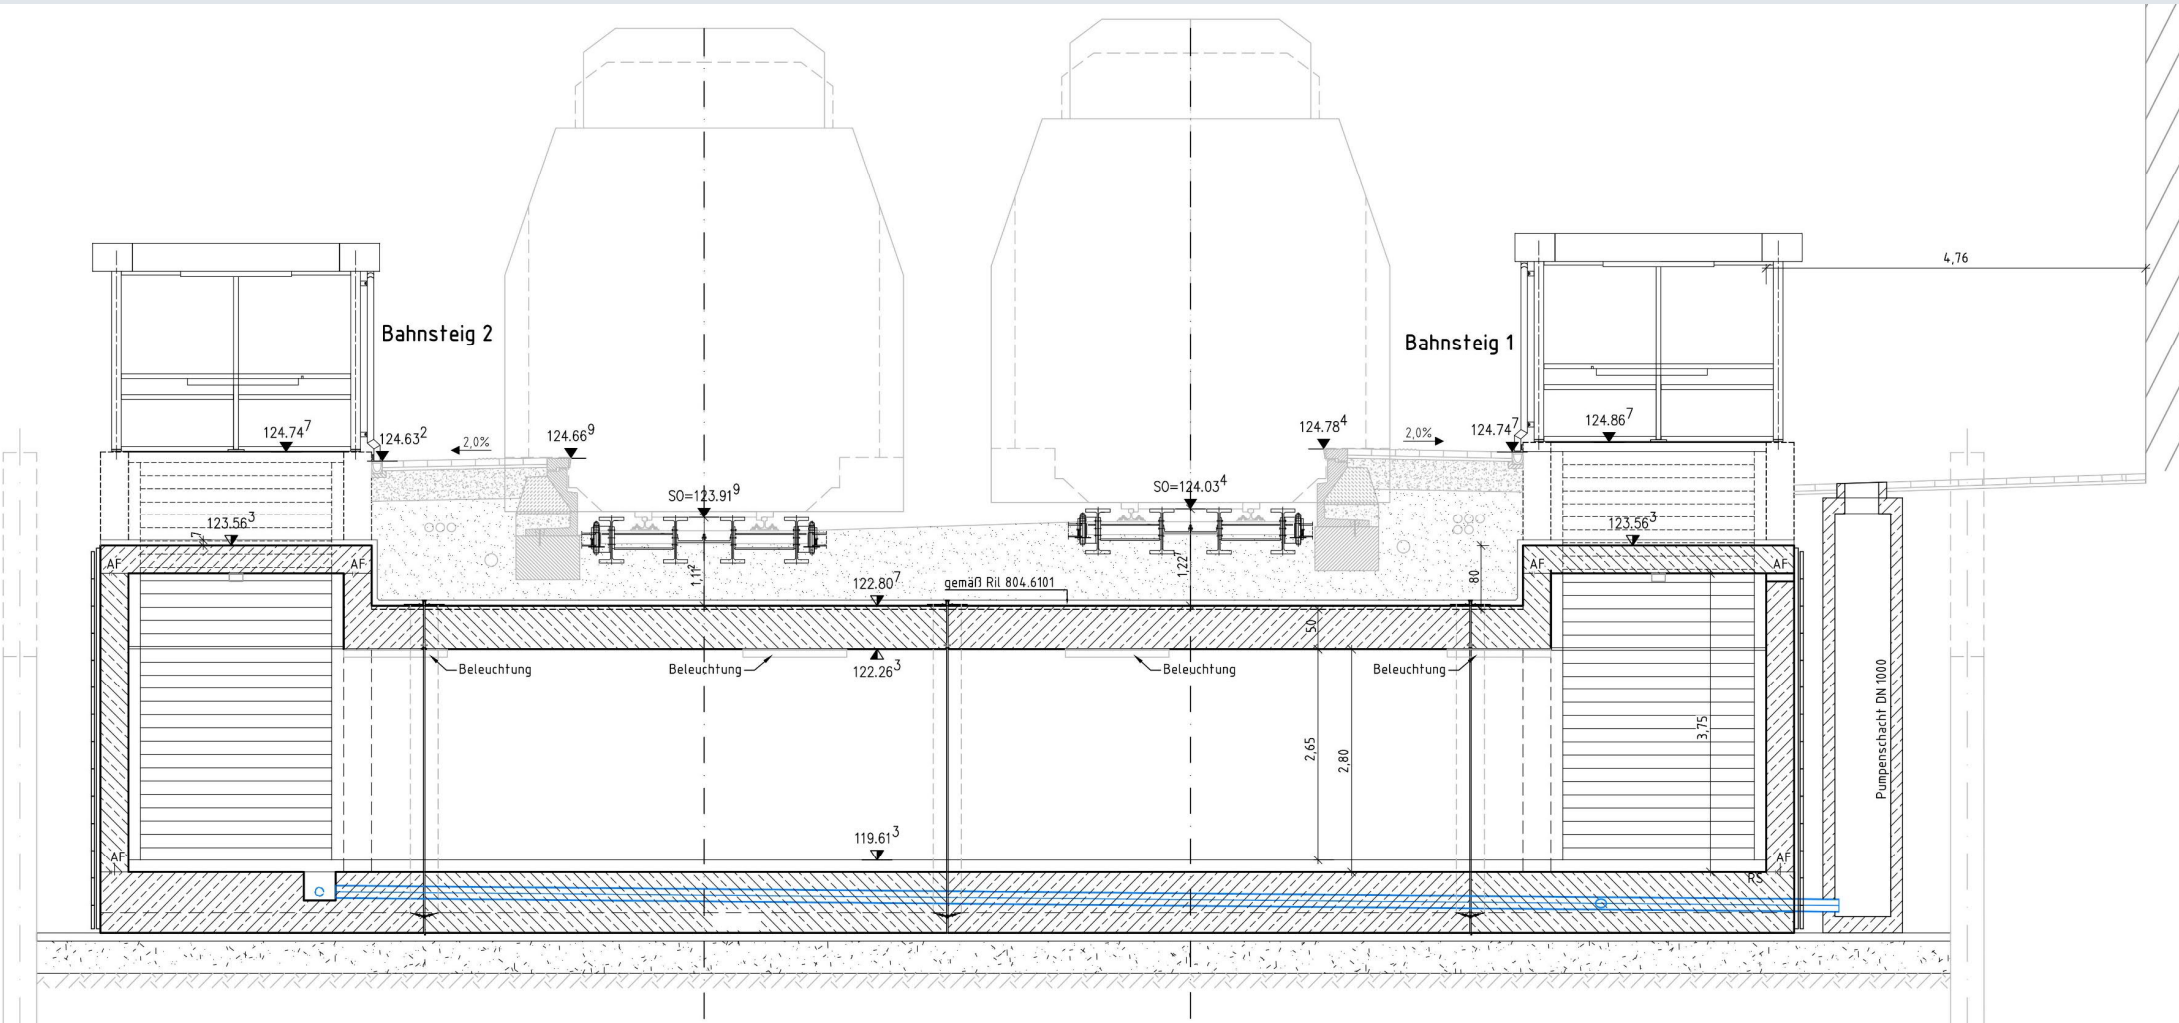 4,76
Bahnsteig 2
Bahnsteig 1
124.74⁷
124.63²
2,0%
124.66⁹
124.78⁴
2,0%
124.74⁷
124.86⁷
SO=123.91⁹
SO=124.03⁴
123.56³
7
123.56³
AF
AF
AF
AF
1,11²
122.80⁷
gemäß Ril 804.6101
1,22⁷
80
50
Beleuchtung
Beleuchtung
122.26³
Beleuchtung
Beleuchtung
2,65
2,80
3,75
Pumpenschacht DN 1000
119.61³
AF
AF
RS